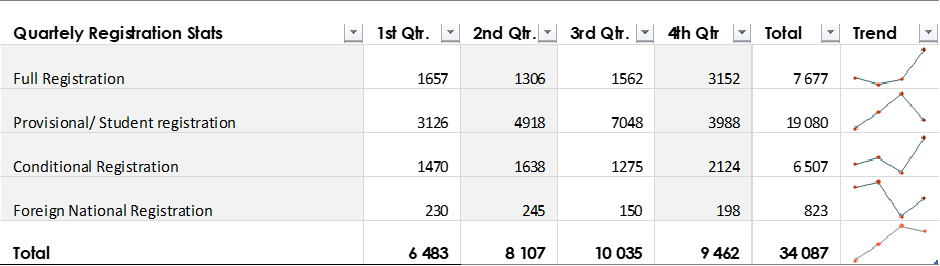 Quartely Registration Stats 1st Qtr. 2nd Qtr. 3rd Qtr. 4th Qtr Total Trend
Full Registration 1657 1306 1562 3152 7 677
Provisional/ Student registration 3126 4918 7048 3988 19 080
Conditional Registration 1470 1638 1275 2124 6 507
Foreign National Registration 230 245 150 198 823
Total 6 483 8 107 10 035 9 462 34 087